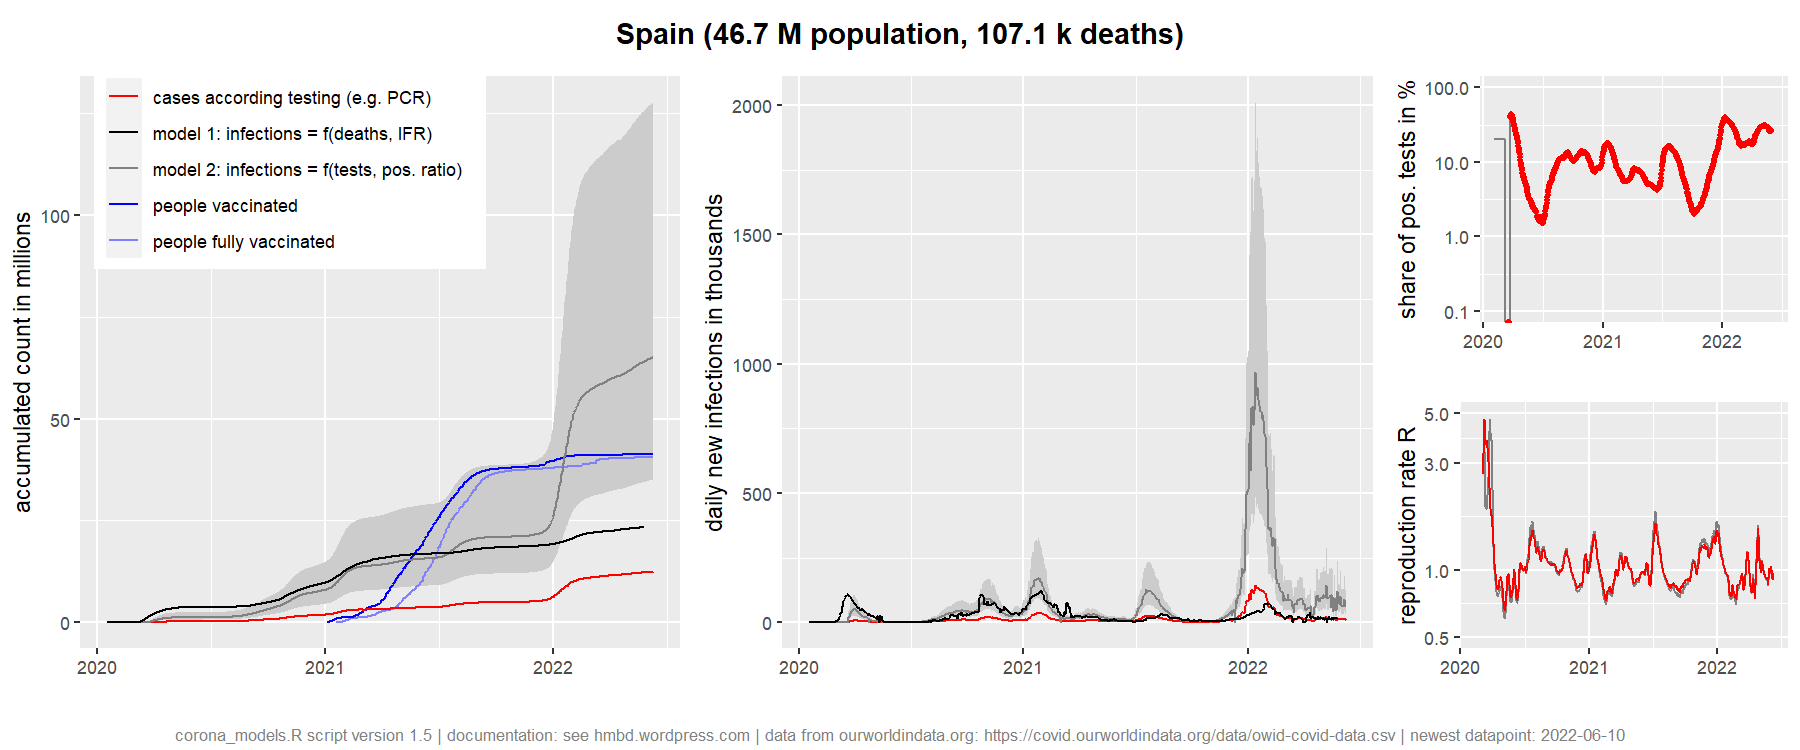 Spain (46.7 M population, 107.1 k deaths)
accumulated count in millions
cases according testing (e.g. PCR)
model 1: infections = f(deaths, IFR)
model 2: infections = f(tests, pos. ratio)
people vaccinated
people fully vaccinated
100
50
0
2020
2021
2022
daily new infections in thousands
2000
1500
1000
500
0
2020
2021
2022
share of pos. tests in %
100.0
10.0
1.0
0.1
2020
2021
2022
reproduction rate R
5.0
3.0
1.0
0.5
2020
2021
2022
corona_models.R script version 1.5 | documentation: see hmbd.wordpress.com | data from ourworldindata.org: https://covid.ourworldindata.org/data/owid-covid-data.csv | newest datapoint: 2022-06-10